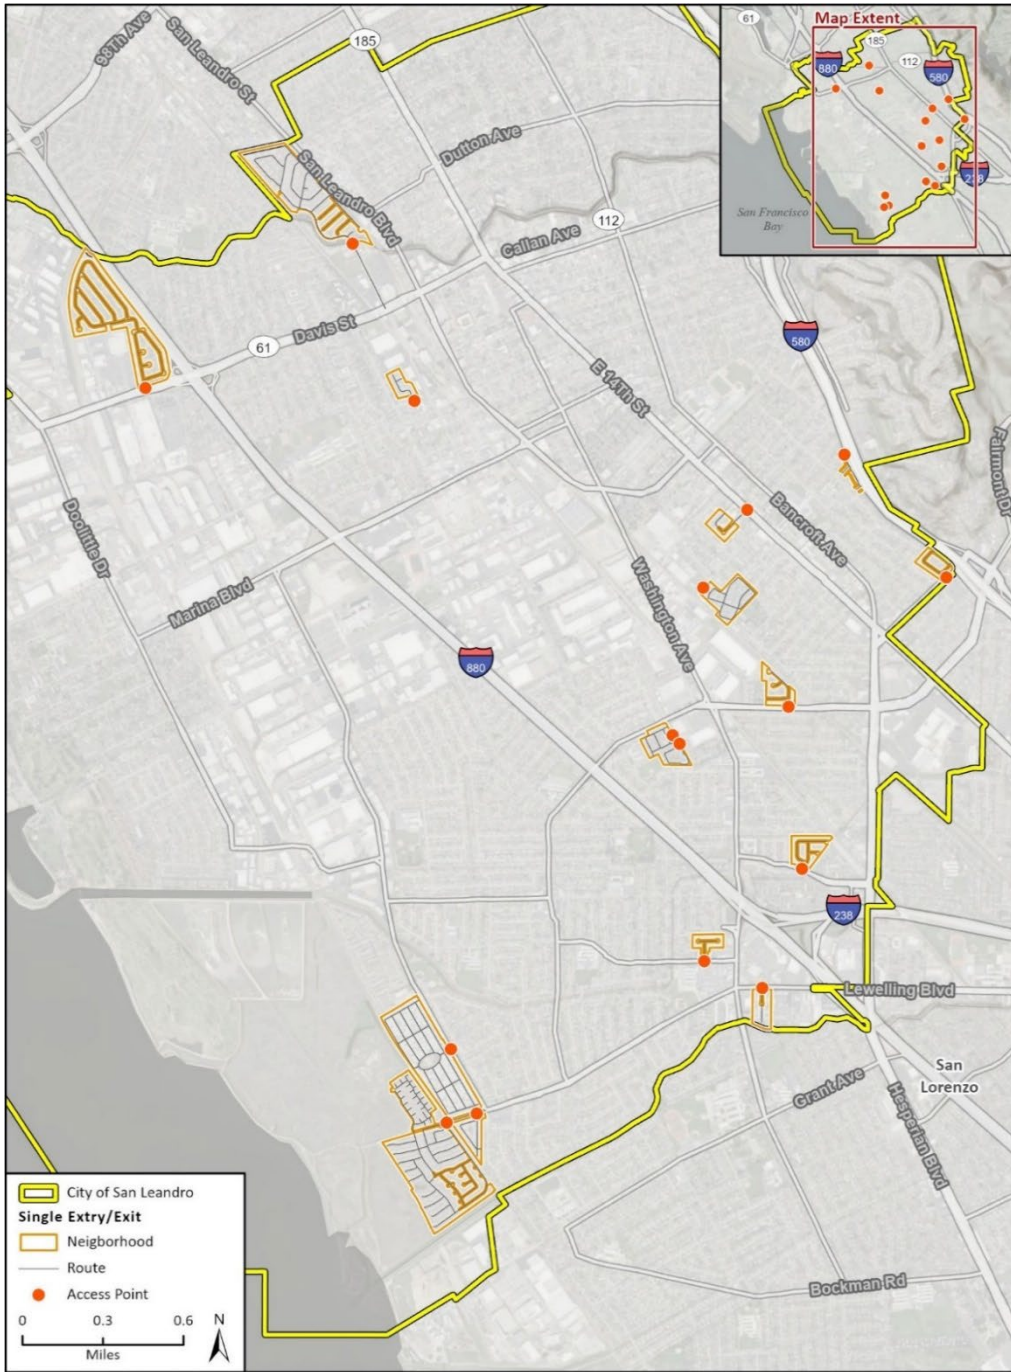 98Th Ave
San Leandro St
185
Dutton Ave
San Leandro Blvd
112
Callan Ave
Davis St
61
E 14Th St
580
Fairmont Dr
Bancroft Ave
Doolittle Dr
Marina Blvd
Washington Ave
880
238
Lewelling Blvd
San
Lorenzo
Grant Ave
Hesperian Blvd
Bockman Rd
61
Map Extent
185
880
112
580
238
San Francisco
Bay
City of San Leandro
Single Extry/Exit
Neigborhood
Route
Access Point
0 0.3 0.6
Miles
N